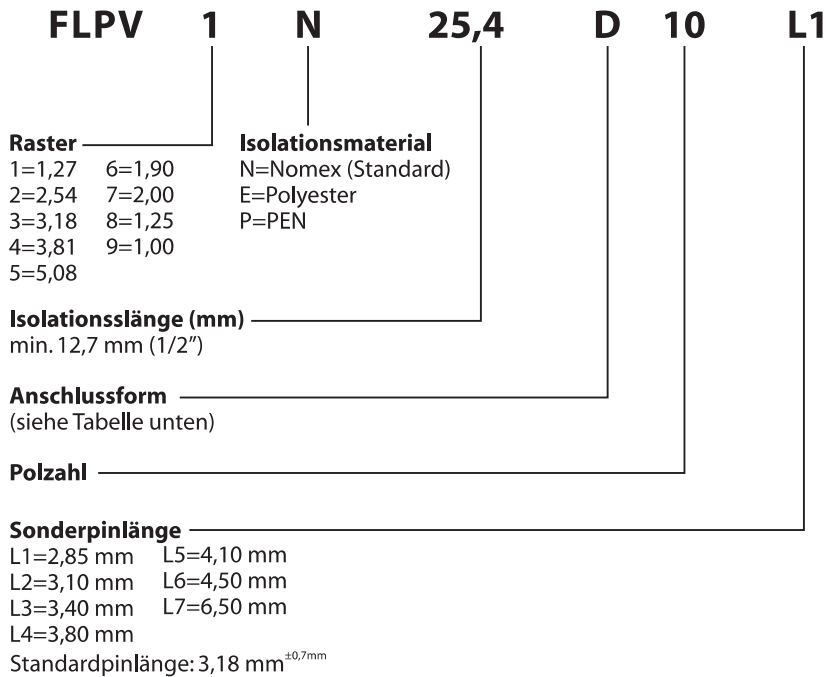 FLPV 1 N 25,4 D 10 L1
Raster
1=1,27 6=1,90
2=2,54 7=2,00
3=3,18 8=1,25
4=3,81 9=1,00
5=5,08
Isolationsmaterial
N=Nomex (Standard)
E=Polyester
P=PEN
Isolationsslänge (mm)
min. 12,7 mm (1/2”)
Anschlussform
(siehe Tabelle unten)
Polzahl
Sonderpinlänge
L1=2,85 mm L5=4,10 mm
L2=3,10 mm L6=4,50 mm
L3=3,40 mm L7=6,50 mm
L4=3,80 mm
Standardpinlänge: 3,18 mm ±0,7mm